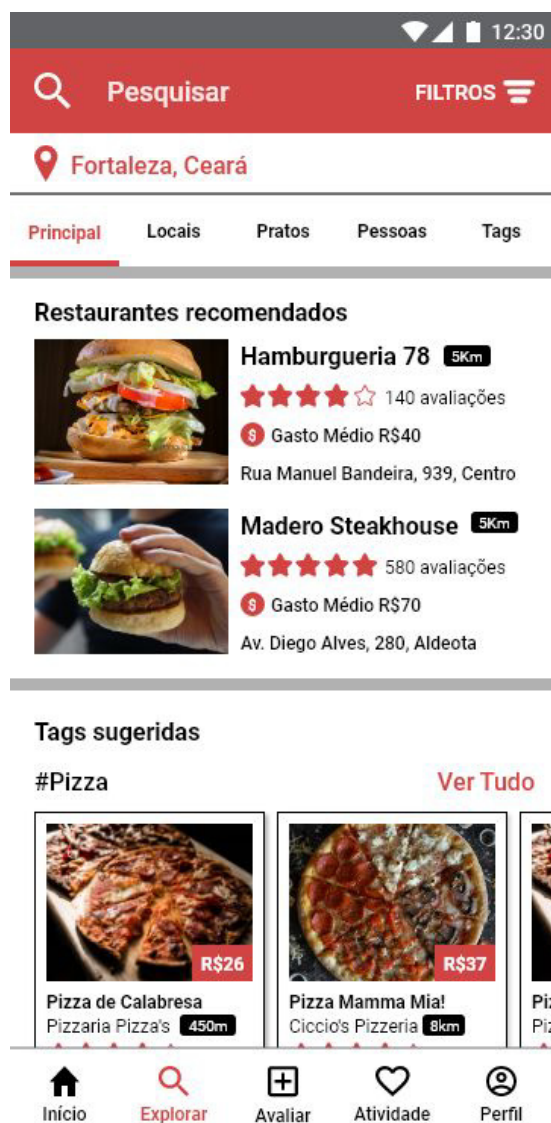 12:30
Pesquisar FILTROS
Fortaleza, Ceará
Principal Locais Pratos Pessoas Tags
Restaurantes recomendados
Hamburgueria 78 5Km
140 avaliações
$ Gasto Médio R$40
Rua Manuel Bandeira, 939, Centro
Madero Steakhouse 5Km
580 avaliações
$ Gasto Médio R$70
Av. Diego Alves, 280, Aldeota
Tags sugeridas
#Pizza Ver Tudo
R$26 R$37
Pizza de Calabresa Pizza Mamma Mia!
Pizzaria Pizza's 450m Ciccio's Pizzeria 8km
Início Explorar Avaliar Atividade Perfil